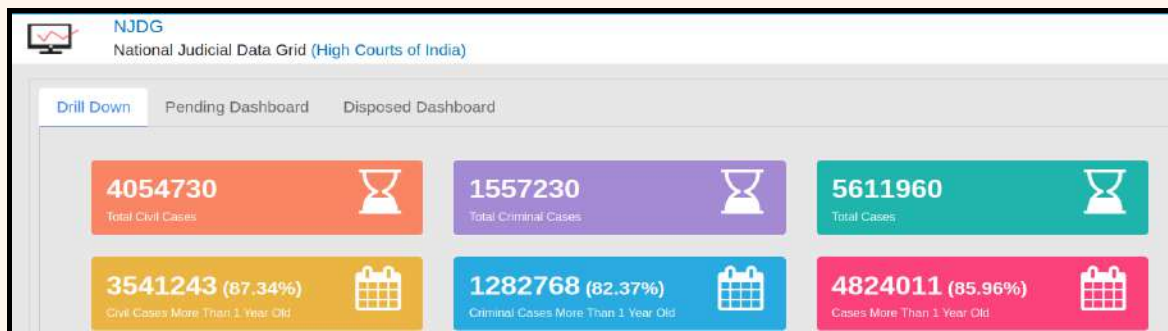 NJDG
National Judicial Data Grid (High Courts of India)
Drill Down Pending Dashboard Disposed Dashboard
4054730 1557230 5611960
Total Civil Cases Total Criminal Cases Total Cases
3541243 (87.34%) 1282768 (82.37%) 4824011 (85.96%)
Civil Cases More Than 1 Year Old Criminal Cases More Than 1 Year Old Cases More Than 1 Year Old